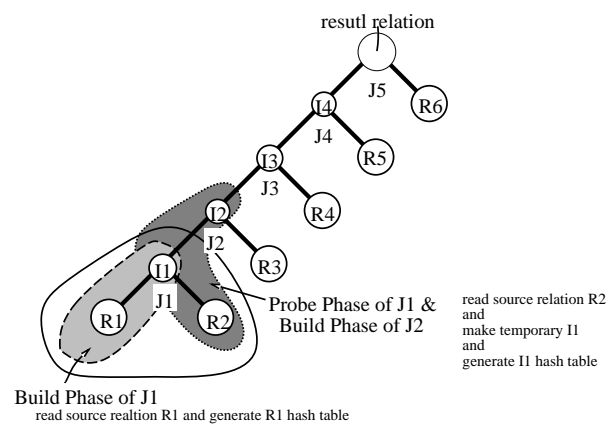 resutl relation
J5
I4
R6
J4
I3
R5
J3
I2
R4
J2
I1
R3
J1
R1
R2
Probe Phase of J1 &
Build Phase of J2
read source relation R2
and
make temporary I1
and
generate I1 hash table
Build Phase of J1
read source realtion R1 and generate R1 hash table